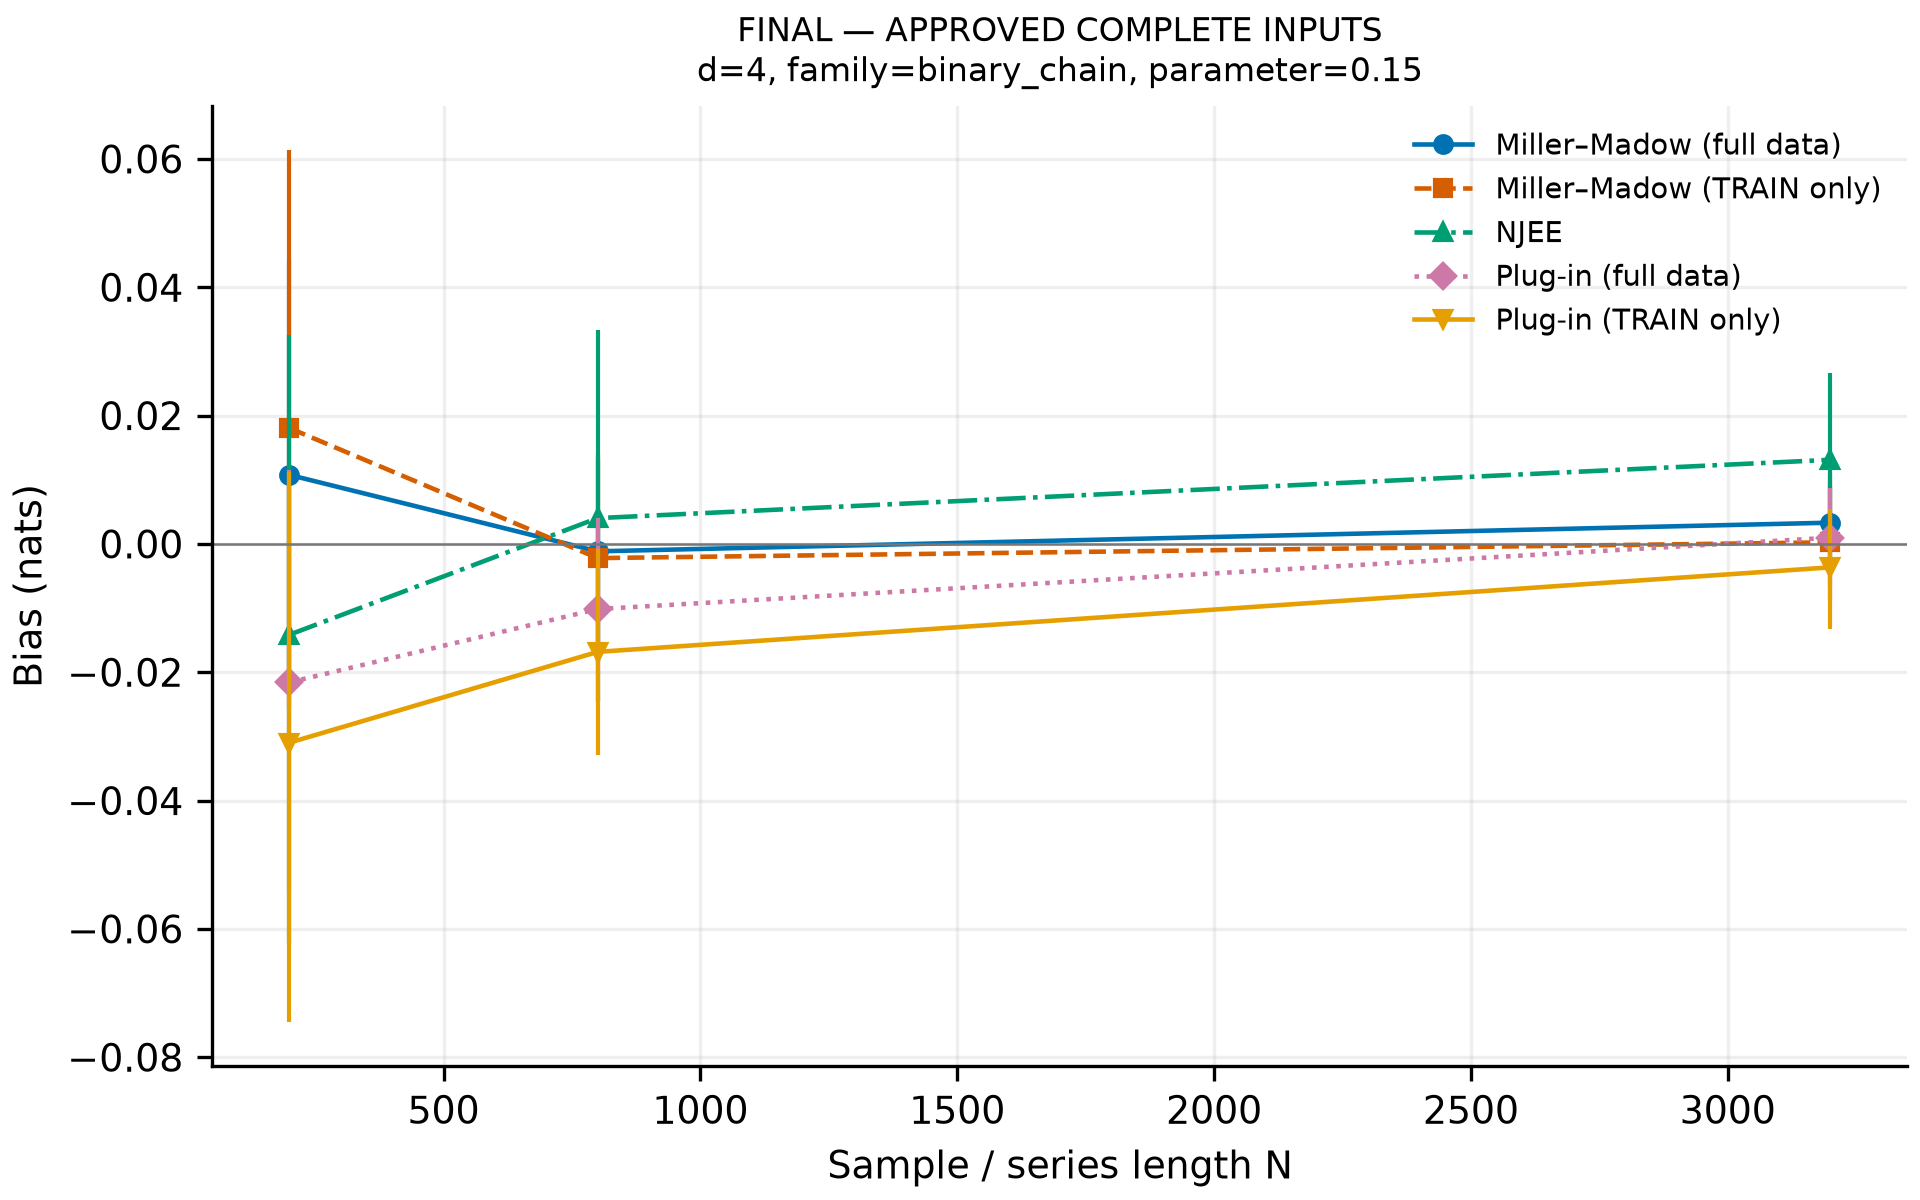 FINAL — APPROVED COMPLETE INPUTS
d=4, family=binary_chain, parameter=0.15
Miller–Madow (full data)
Miller–Madow (TRAIN only)
NJEE
Plug-in (full data)
Plug-in (TRAIN only)
Bias (nats)
0.06
0.04
0.02
0.00
−0.02
−0.04
−0.06
−0.08
500
1000
1500
2000
2500
3000
Sample / series length N